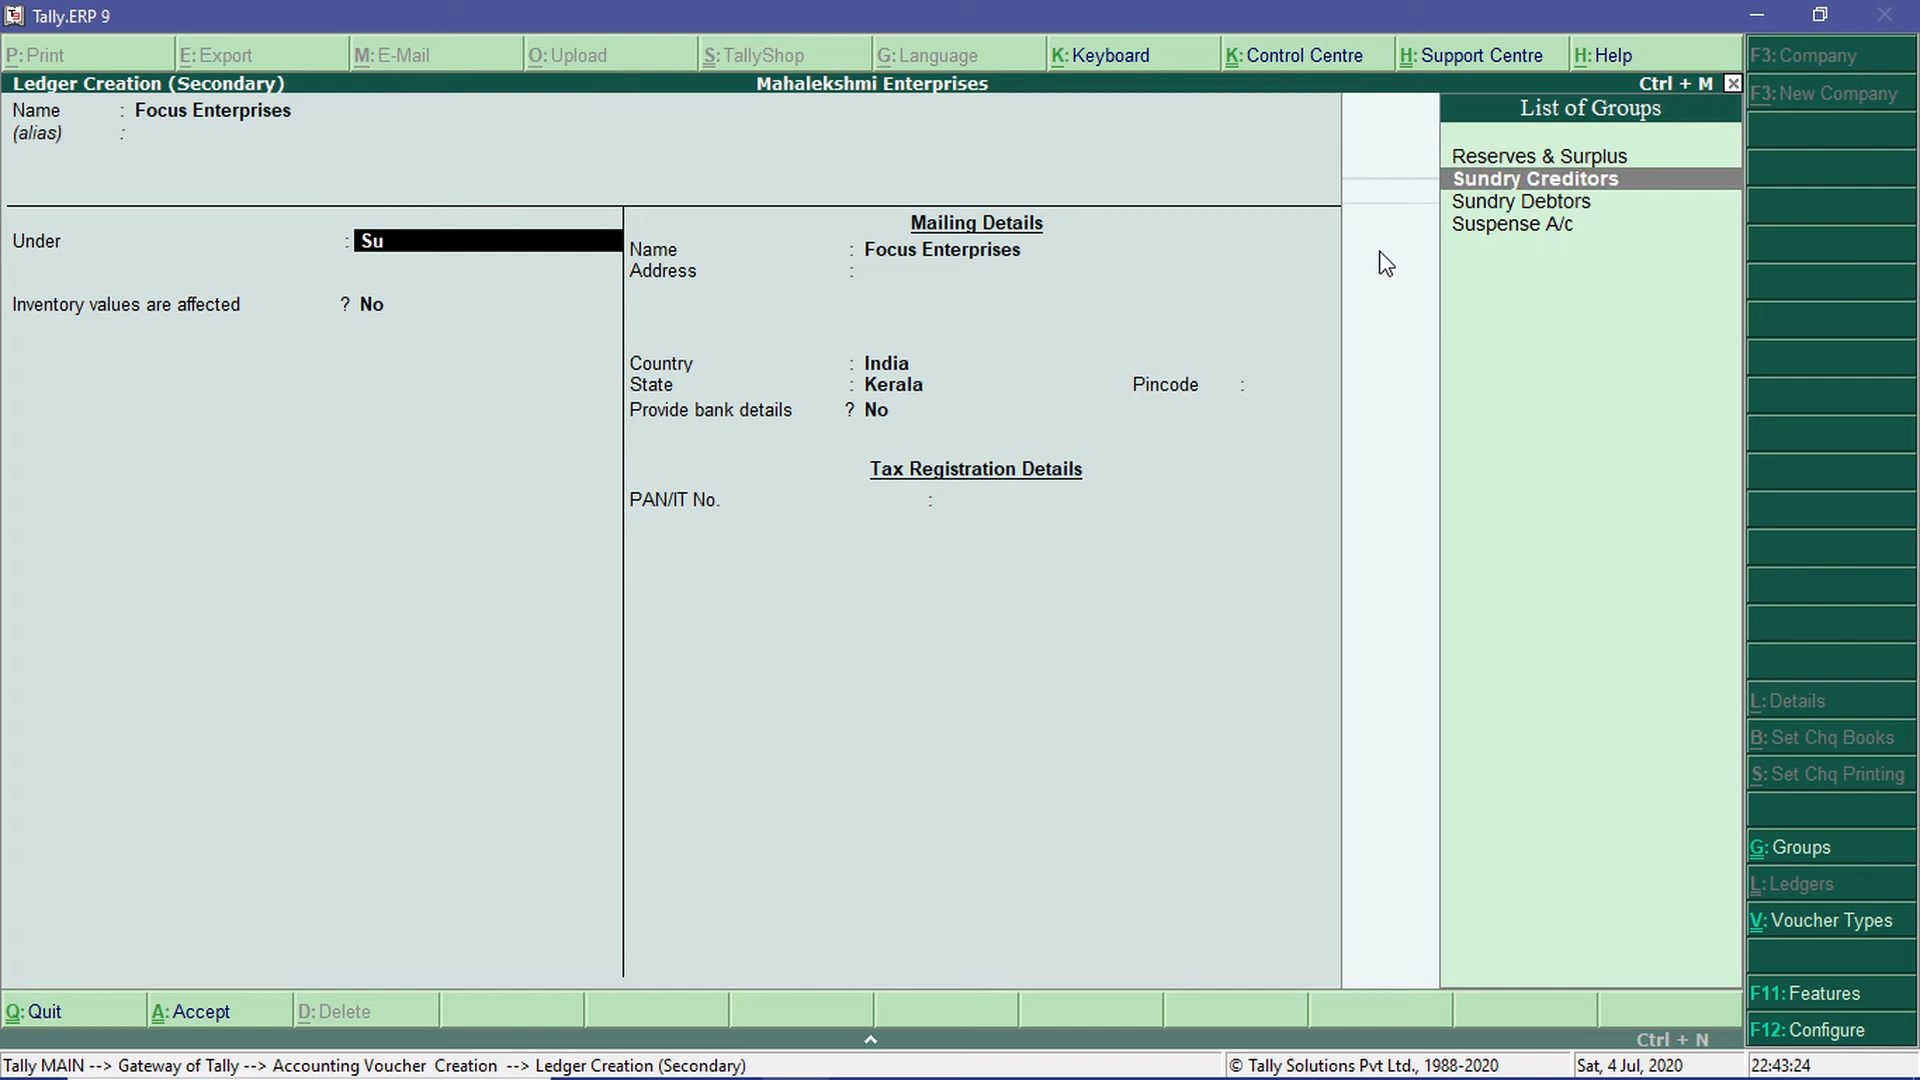 Tally.ERP 9
P: Print
E: Export
M: E-Mail
O: Upload
S: TallyShop
G: Language
K: Keyboard
K: Control Centre
H: Support Centre
H: Help
F3: Company
Ledger Creation (Secondary)
Mahalekshmi Enterprises
Ctrl + M
F3: New Company
Name : Focus Enterprises
(alias) :
List of Groups
Reserves & Surplus
Sundry Creditors
Sundry Debtors
Suspense A/c
Under : Su
Inventory values are affected ? No
Mailing Details
Name : Focus Enterprises
Address :
Country : India
State : Kerala Pincode :
Provide bank details ? No
Tax Registration Details
PAN/IT No. :
L: Details
B: Set Chq Books
S: Set Chq Printing
G: Groups
L: Ledgers
V: Voucher Types
F11: Features
F12: Configure
Q: Quit
A: Accept
D: Delete
Ctrl + N
Tally MAIN --> Gateway of Tally --> Accounting Voucher Creation --> Ledger Creation (Secondary)
© Tally Solutions Pvt Ltd., 1988-2020
Sat, 4 Jul, 2020
22:43:24